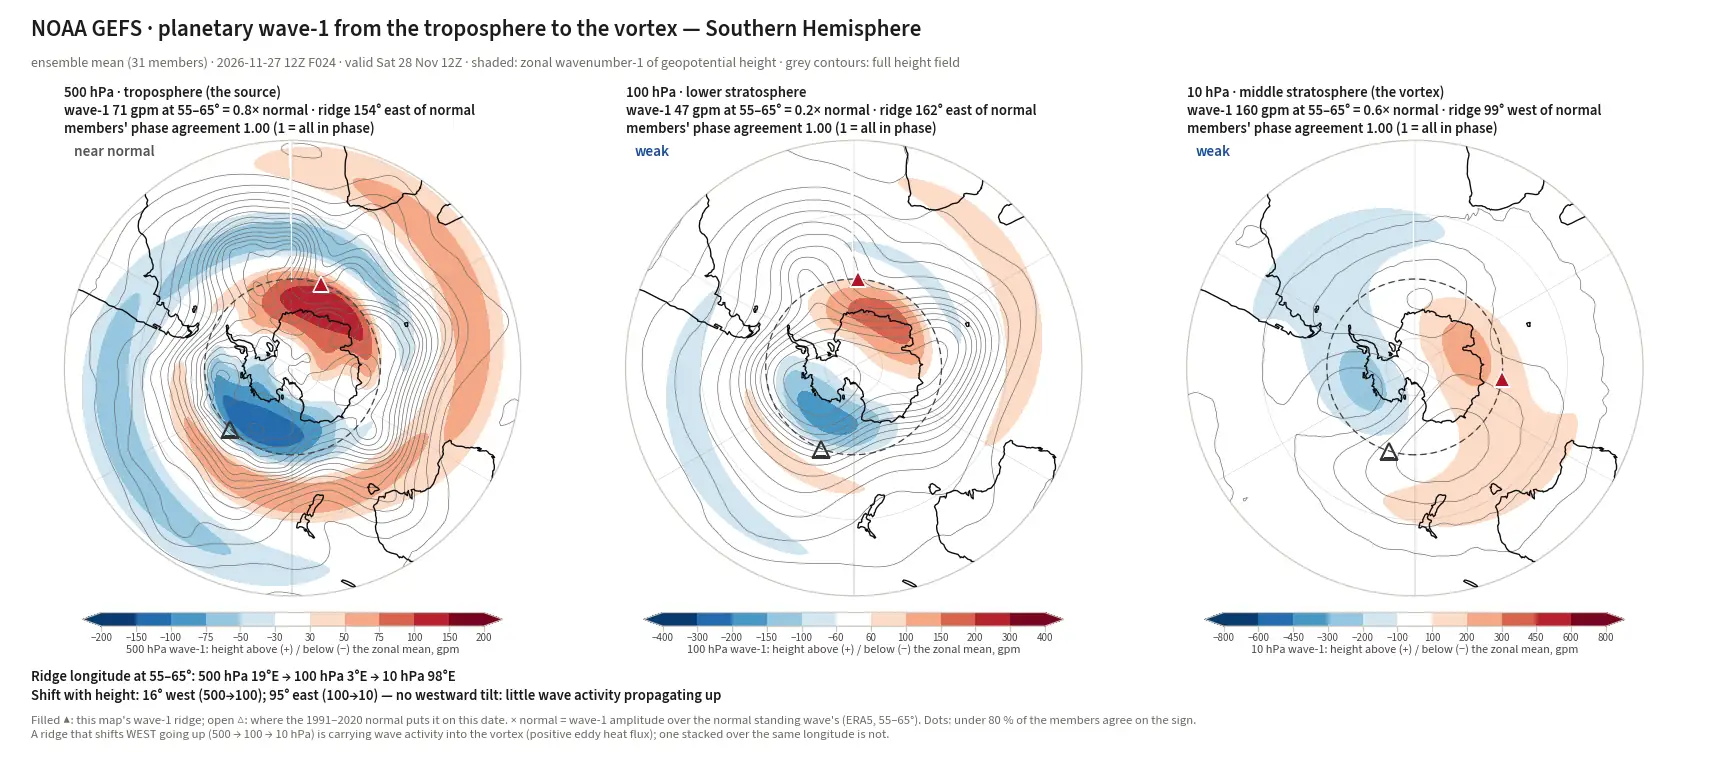 NOAA GEFS · planetary wave-1 from the troposphere to the vortex — Southern Hemisphere
ensemble mean (31 members) · 2026-11-27 12Z F024 · valid Sat 28 Nov 12Z · shaded: zonal wavenumber-1 of geopotential height · grey contours: full height field
500 hPa · troposphere (the source)
wave-1 71 gpm at 55–65° = 0.8× normal · ridge 154° east of normal
members' phase agreement 1.00 (1 = all in phase)
near normal
100 hPa · lower stratosphere
wave-1 47 gpm at 55–65° = 0.2× normal · ridge 162° east of normal
members' phase agreement 1.00 (1 = all in phase)
weak
10 hPa · middle stratosphere (the vortex)
wave-1 160 gpm at 55–65° = 0.6× normal · ridge 99° west of normal
members' phase agreement 1.00 (1 = all in phase)
weak
−200 −150 −100 −75 −50 −30 30 50 75 100 150 200
500 hPa wave-1: height above (+) / below (−) the zonal mean, gpm
−400 −300 −200 −150 −100 −60 60 100 150 200 300 400
100 hPa wave-1: height above (+) / below (−) the zonal mean, gpm
−800 −600 −450 −300 −200 −100 100 200 300 450 600 800
10 hPa wave-1: height above (+) / below (−) the zonal mean, gpm
Ridge longitude at 55–65°: 500 hPa 19°E → 100 hPa 3°E → 10 hPa 98°E
Shift with height: 16° west (500→100); 95° east (100→10) — no westward tilt: little wave activity propagating up
Filled ▲: this map's wave-1 ridge; open △: where the 1991–2020 normal puts it on this date. × normal = wave-1 amplitude over the normal standing wave's (ERA5, 55–65°). Dots: under 80 % of the members agree on the sign.
A ridge that shifts WEST going up (500 → 100 → 10 hPa) is carrying wave activity into the vortex (positive eddy heat flux); one stacked over the same longitude is not.